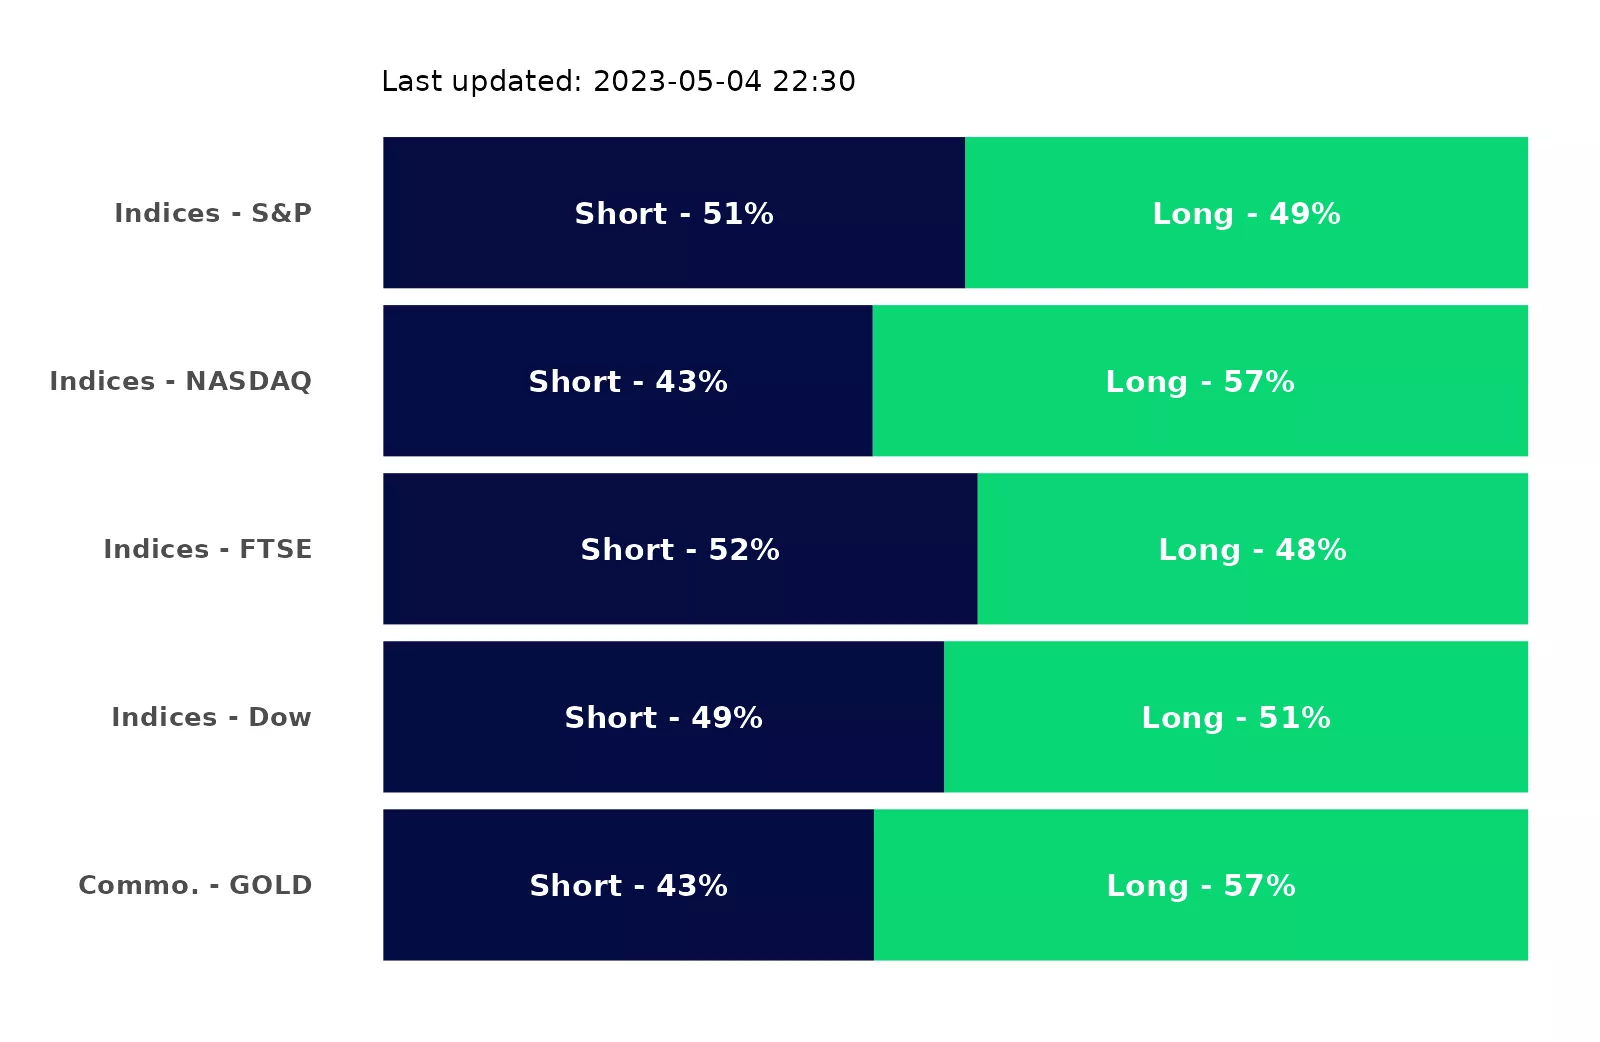 Last updated: 2023-05-04 22:30
Indices - S&P
Short - 51%
Long - 49%
Indices - NASDAQ
Short - 43%
Long - 57%
Indices - FTSE
Short - 52%
Long - 48%
Indices - Dow
Short - 49%
Long - 51%
Commo. - GOLD
Short - 43%
Long - 57%